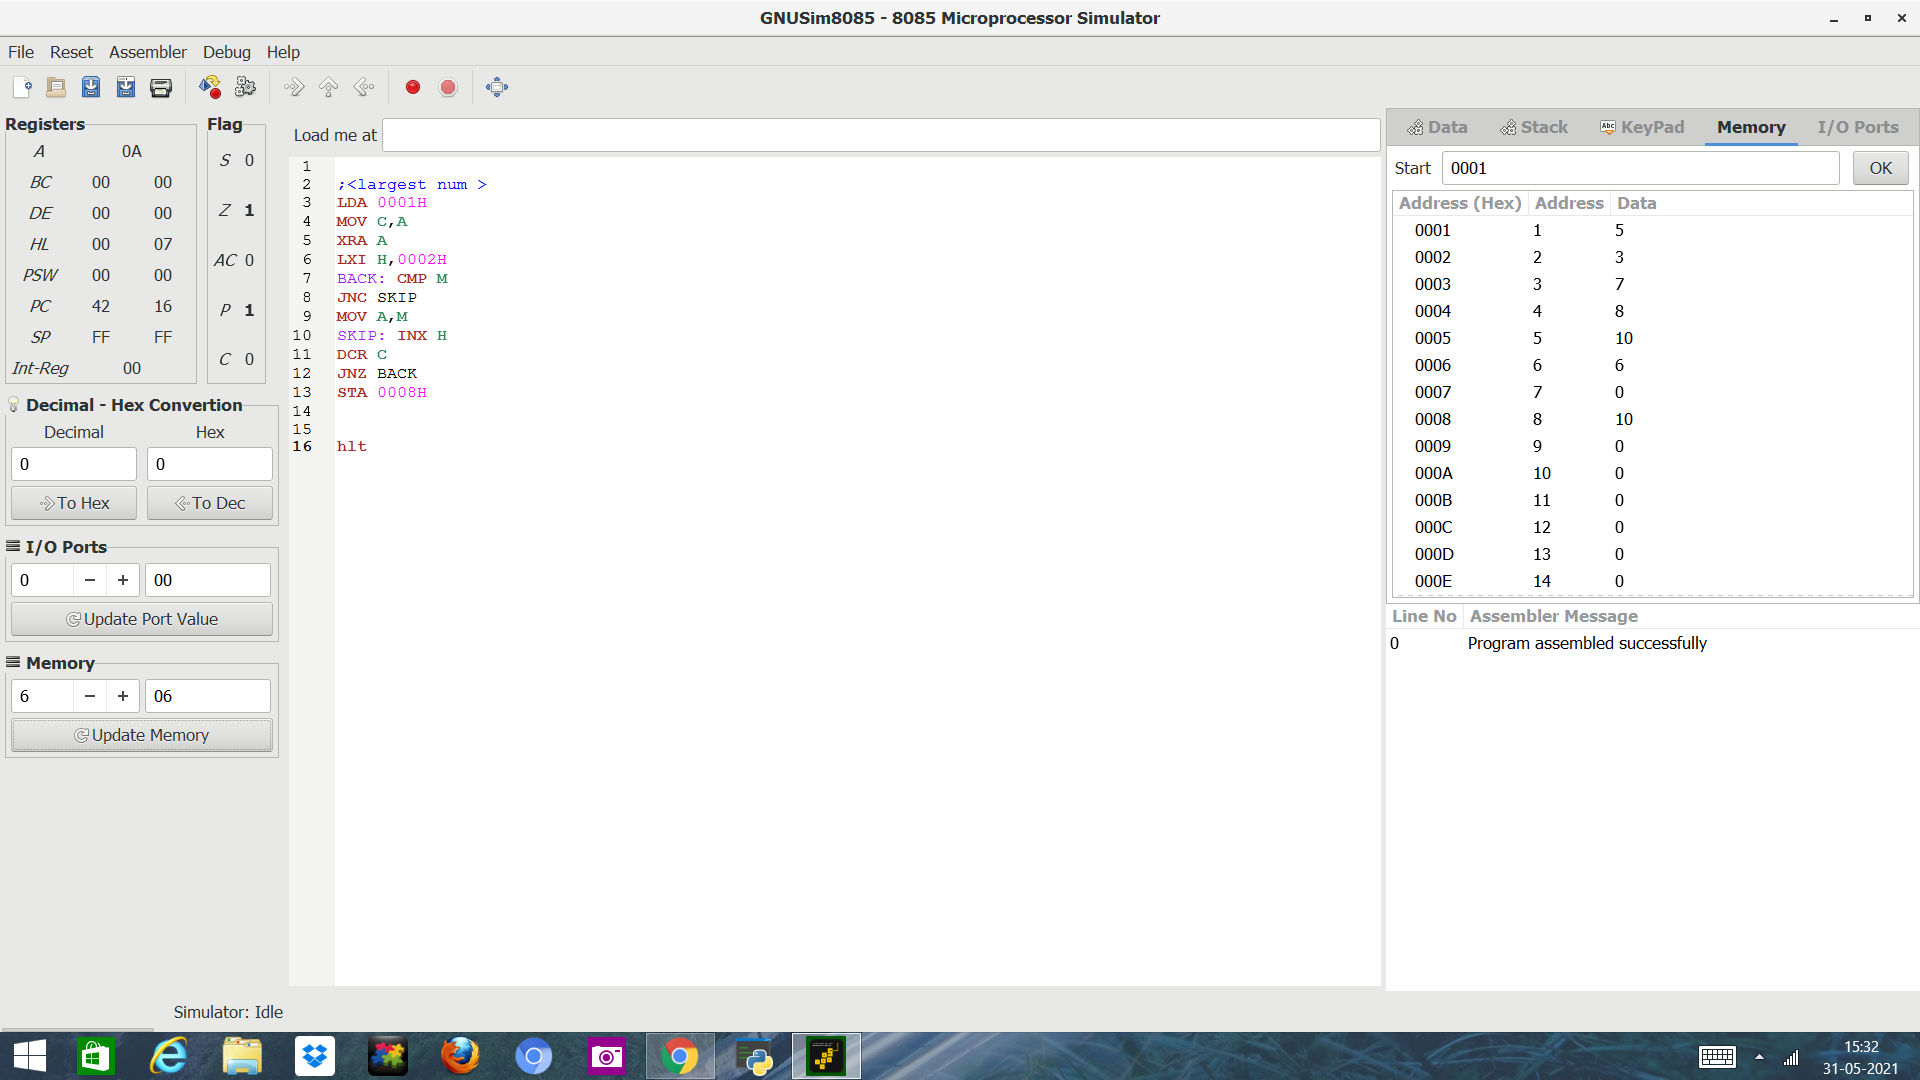 GNUSim8085 - 8085 Microprocessor Simulator
File Reset Assembler Debug Help
Registers
A 0A
BC 00 00
DE 00 00
HL 00 07
PSW 00 00
PC 42 16
SP FF FF
Int-Reg 00
Flag
S 0
Z 1
AC 0
P 1
C 0
Decimal - Hex Convertion
Decimal Hex
0 0
To Hex To Dec
I/O Ports
0 − + 00
Update Port Value
Memory
6 − + 06
Update Memory
Load me at
1
2 ;<largest num >
3 LDA 0001H
4 MOV C,A
5 XRA A
6 LXI H,0002H
7 BACK: CMP M
8 JNC SKIP
9 MOV A,M
10 SKIP: INX H
11 DCR C
12 JNZ BACK
13 STA 0008H
14
15
16 hlt
Data Stack Abc KeyPad Memory I/O Ports
Start 0001 OK
Address (Hex) Address Data
0001 1 5
0002 2 3
0003 3 7
0004 4 8
0005 5 10
0006 6 6
0007 7 0
0008 8 10
0009 9 0
000A 10 0
000B 11 0
000C 12 0
000D 13 0
000E 14 0
Line No Assembler Message
0 Program assembled successfully
Simulator: Idle
15:32
31-05-2021